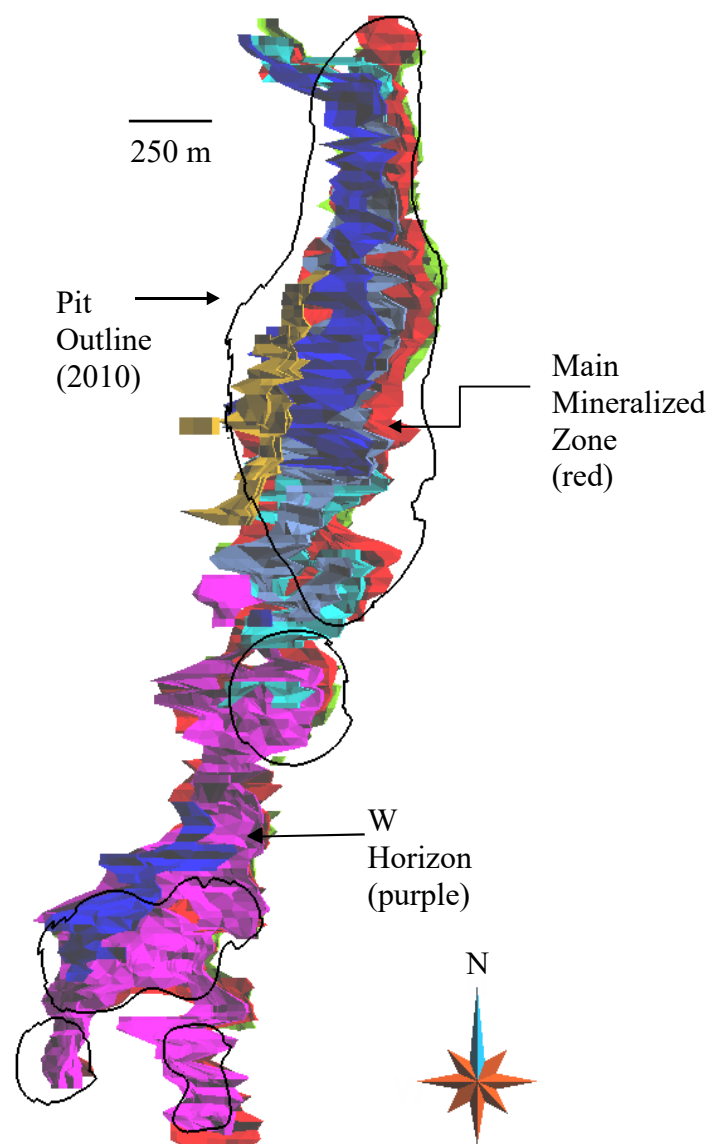 250 m
Pit
Outline
(2010)
Main
Mineralized
Zone
(red)
W
Horizon
(purple)
N